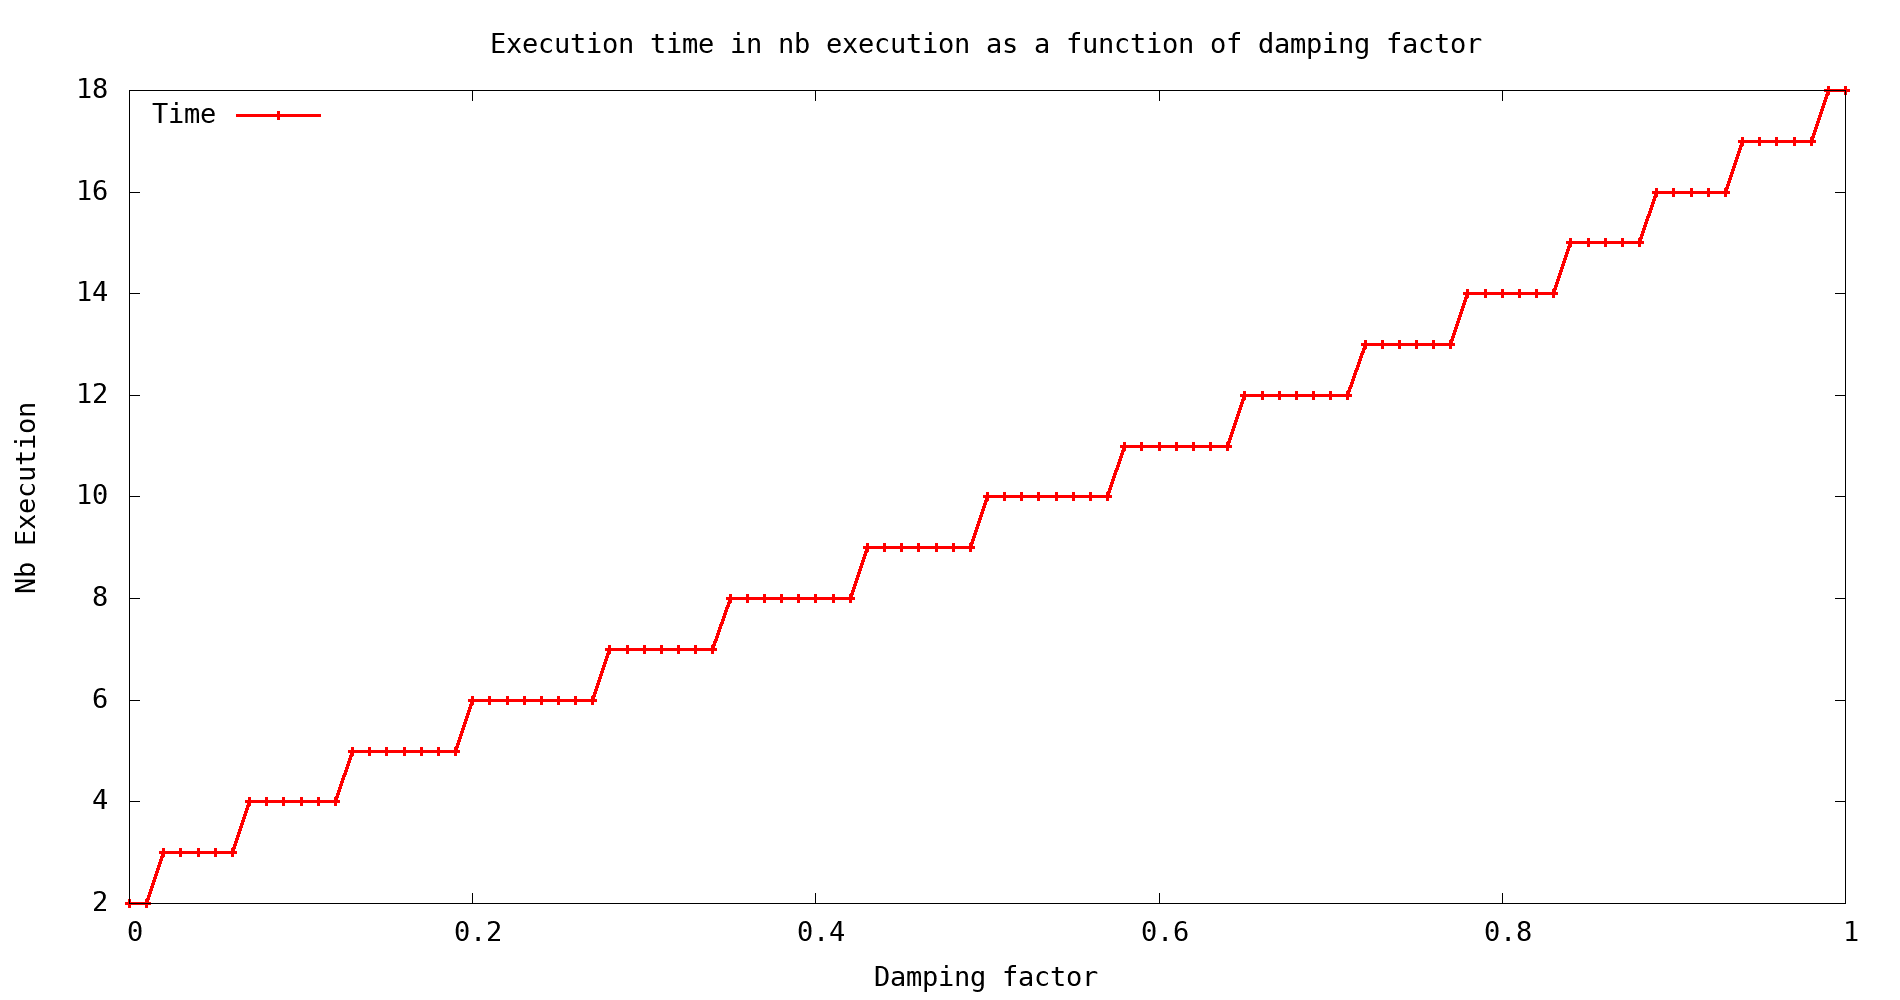 Execution time in nb execution as a function of damping factor
18
Time
16
14
12
10
8
6
4
2
Nb Execution
0 0.2 0.4 0.6 0.8 1
Damping factor